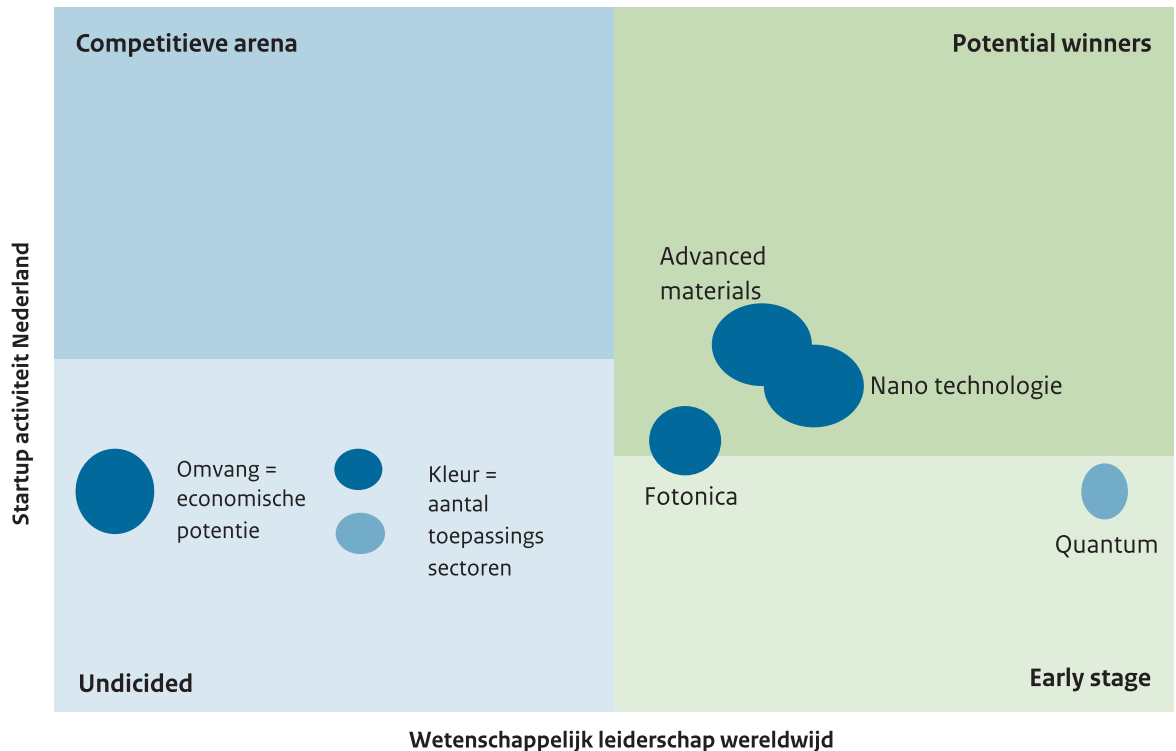 Competitieve arena
Potential winners
Startup activiteit Nederland
Advanced
materials
Nano technologie
Fotonica
Quantum
Omvang =
economische
potentie
Kleur =
aantal
toepassings
sectoren
Undicided
Early stage
Wetenschappelijk leiderschap wereldwijd